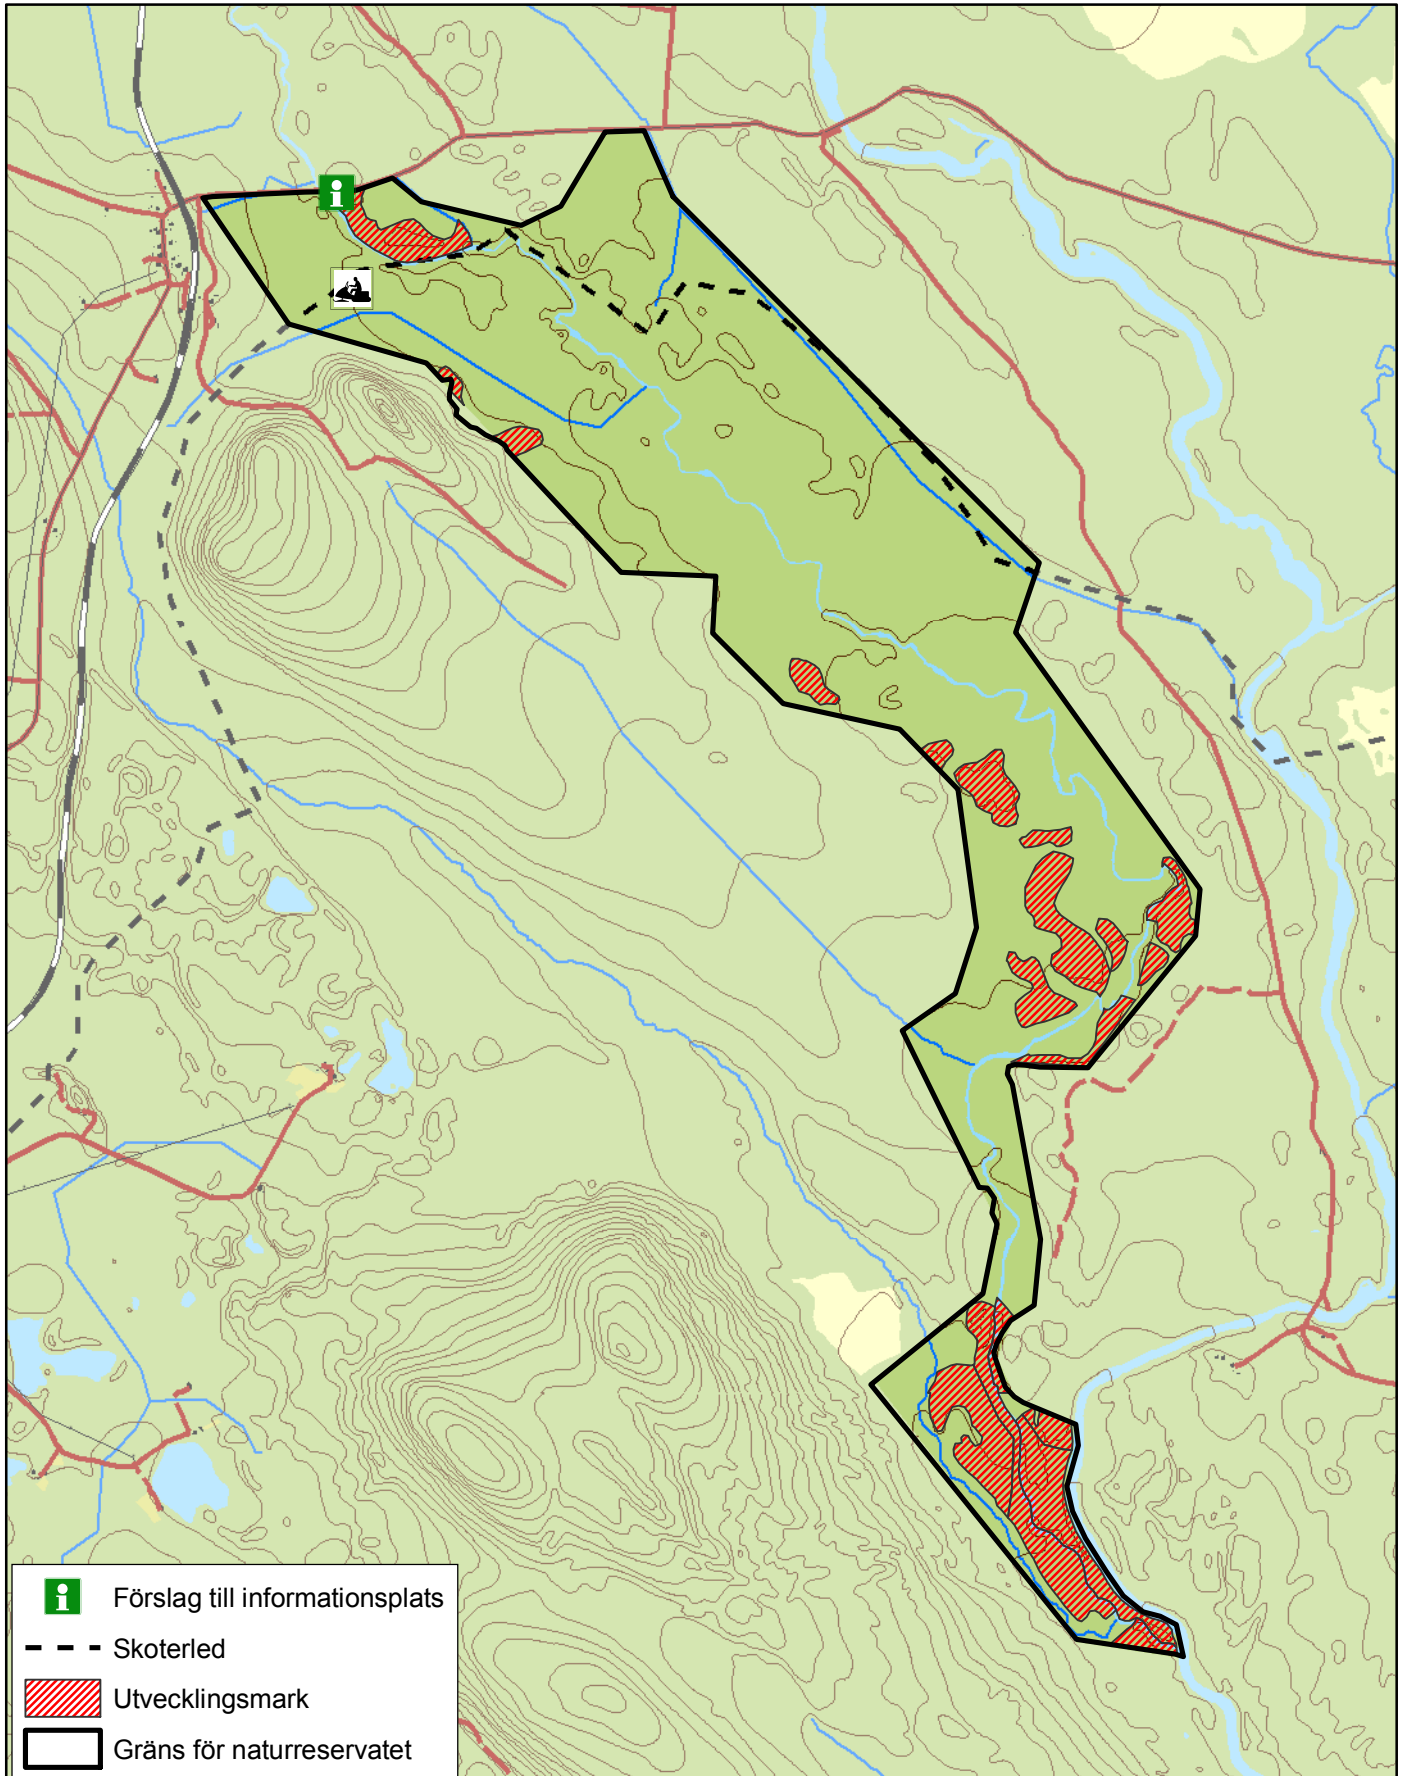 Förslag till informationsplats
Skoterled
Utvecklingsmark
Gräns för naturreservatet